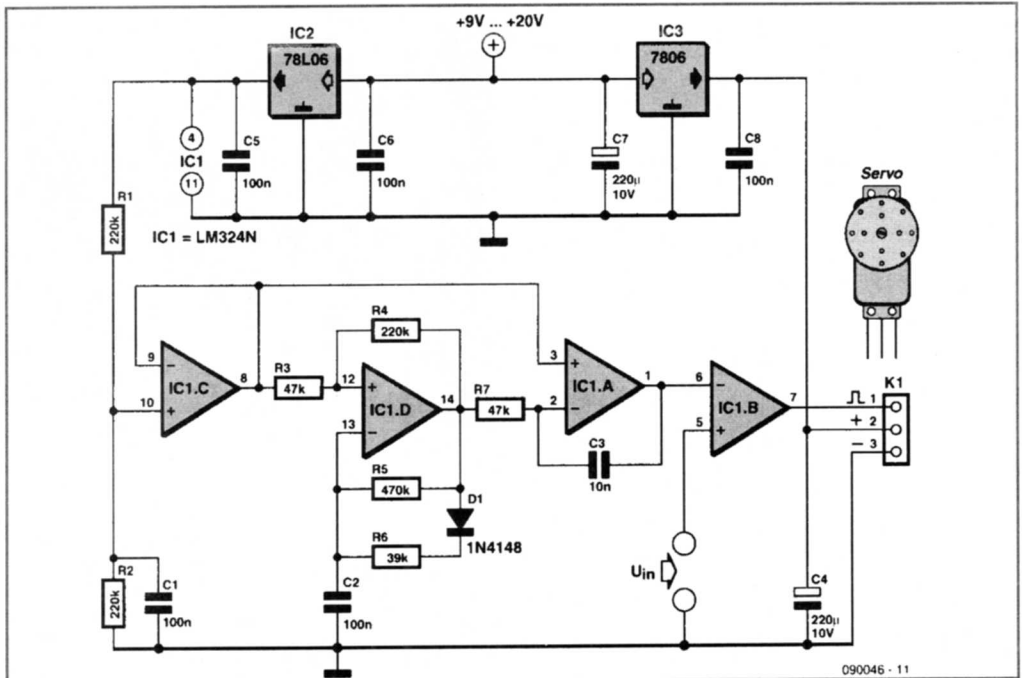 +9V ... +20V
IC2
78L06
IC3
7806
4
IC1
11
C5
100n
C6
100n
C7
220µ
10V
C8
100n
Servo
R1
220k
IC1 = LM324N
R4
220k
9
−
IC1.C
8
10
+
R3
47k
12
+
IC1.D
14
13
−
R7
47k
3
+
IC1.A
1
2
−
C3
10n
6
−
IC1.B
7
5
+
K1
1
+ 2
− 3
R5
470k
D1
1N4148
R6
39k
Uin
R2
220k
C1
100n
C2
100n
C4
220µ
10V
090046 - 11